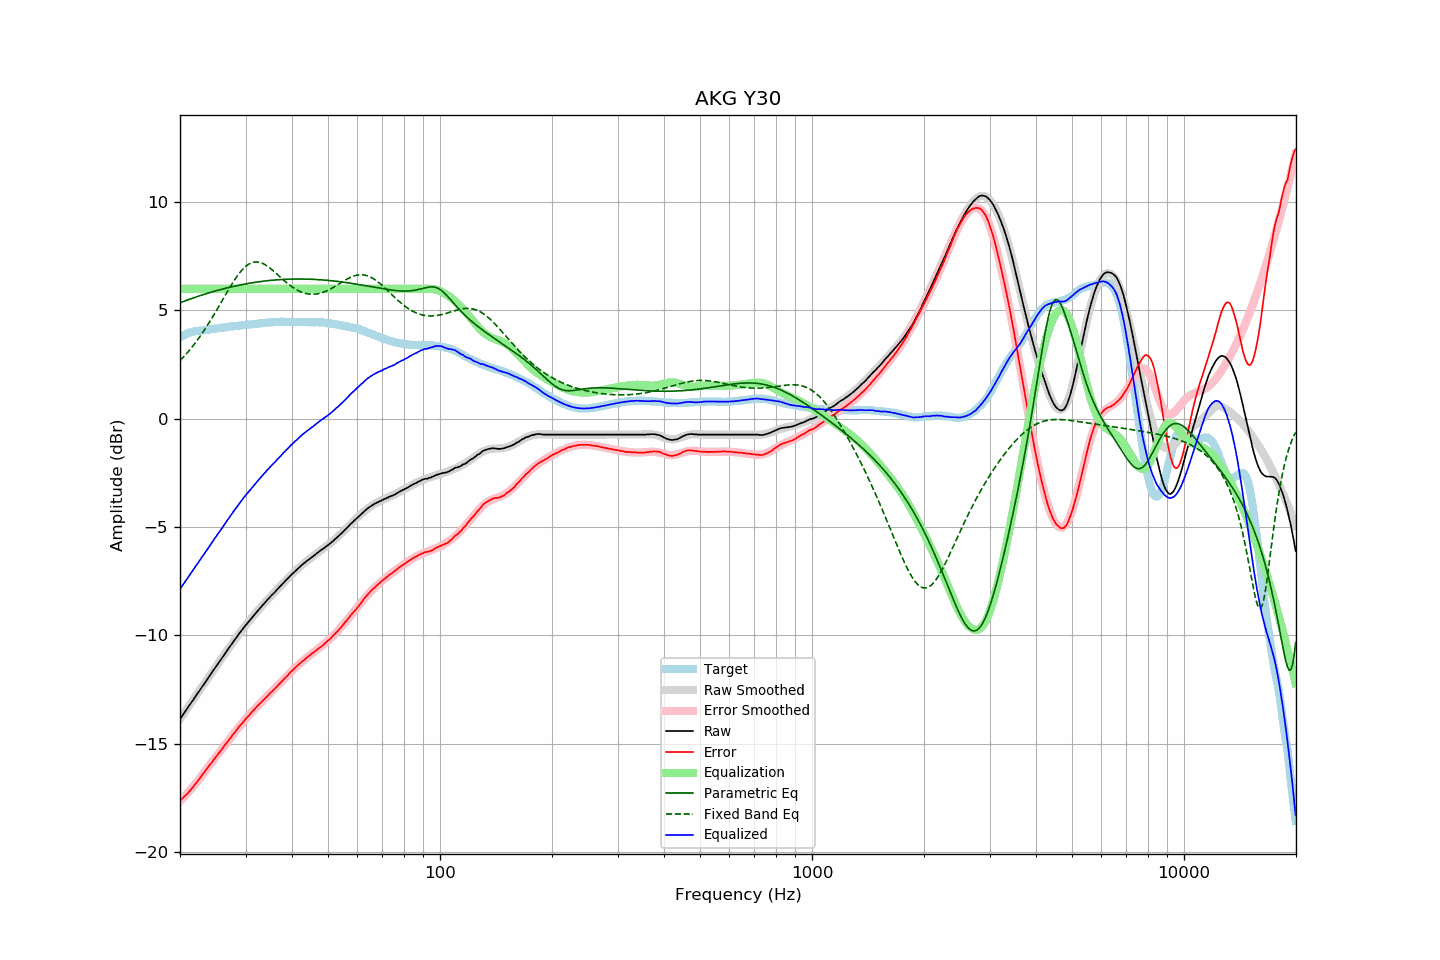 AKG Y30
Amplitude (dBr)
10
5
0
−5
−10
−15
−20
Target
Raw Smoothed
Error Smoothed
Raw
Error
Equalization
Parametric Eq
Fixed Band Eq
Equalized
100
1000
10000
Frequency (Hz)